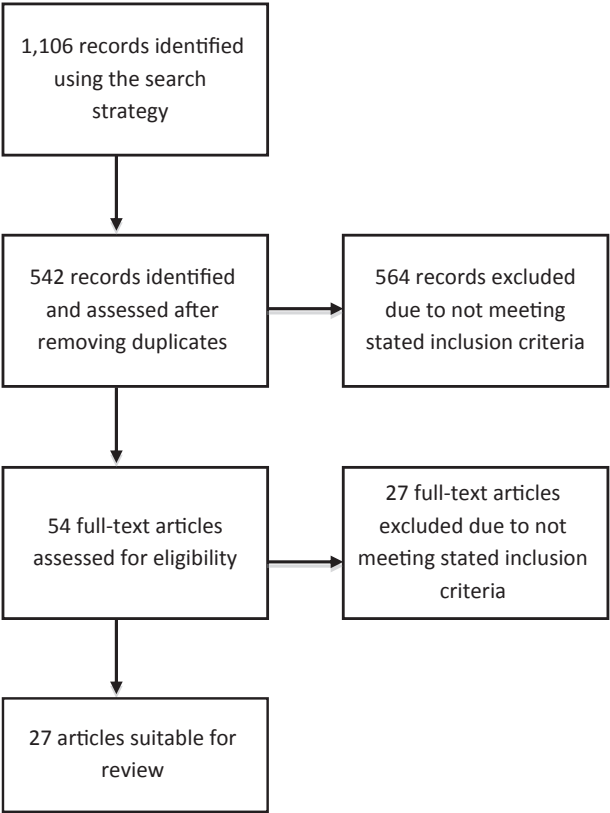 1,106 records identified
using the search
strategy
542 records identified
and assessed after
removing duplicates
564 records excluded
due to not meeting
stated inclusion criteria
54 full-text articles
assessed for eligibility
27 full-text articles
excluded due to not
meeting stated inclusion
criteria
27 articles suitable for
review